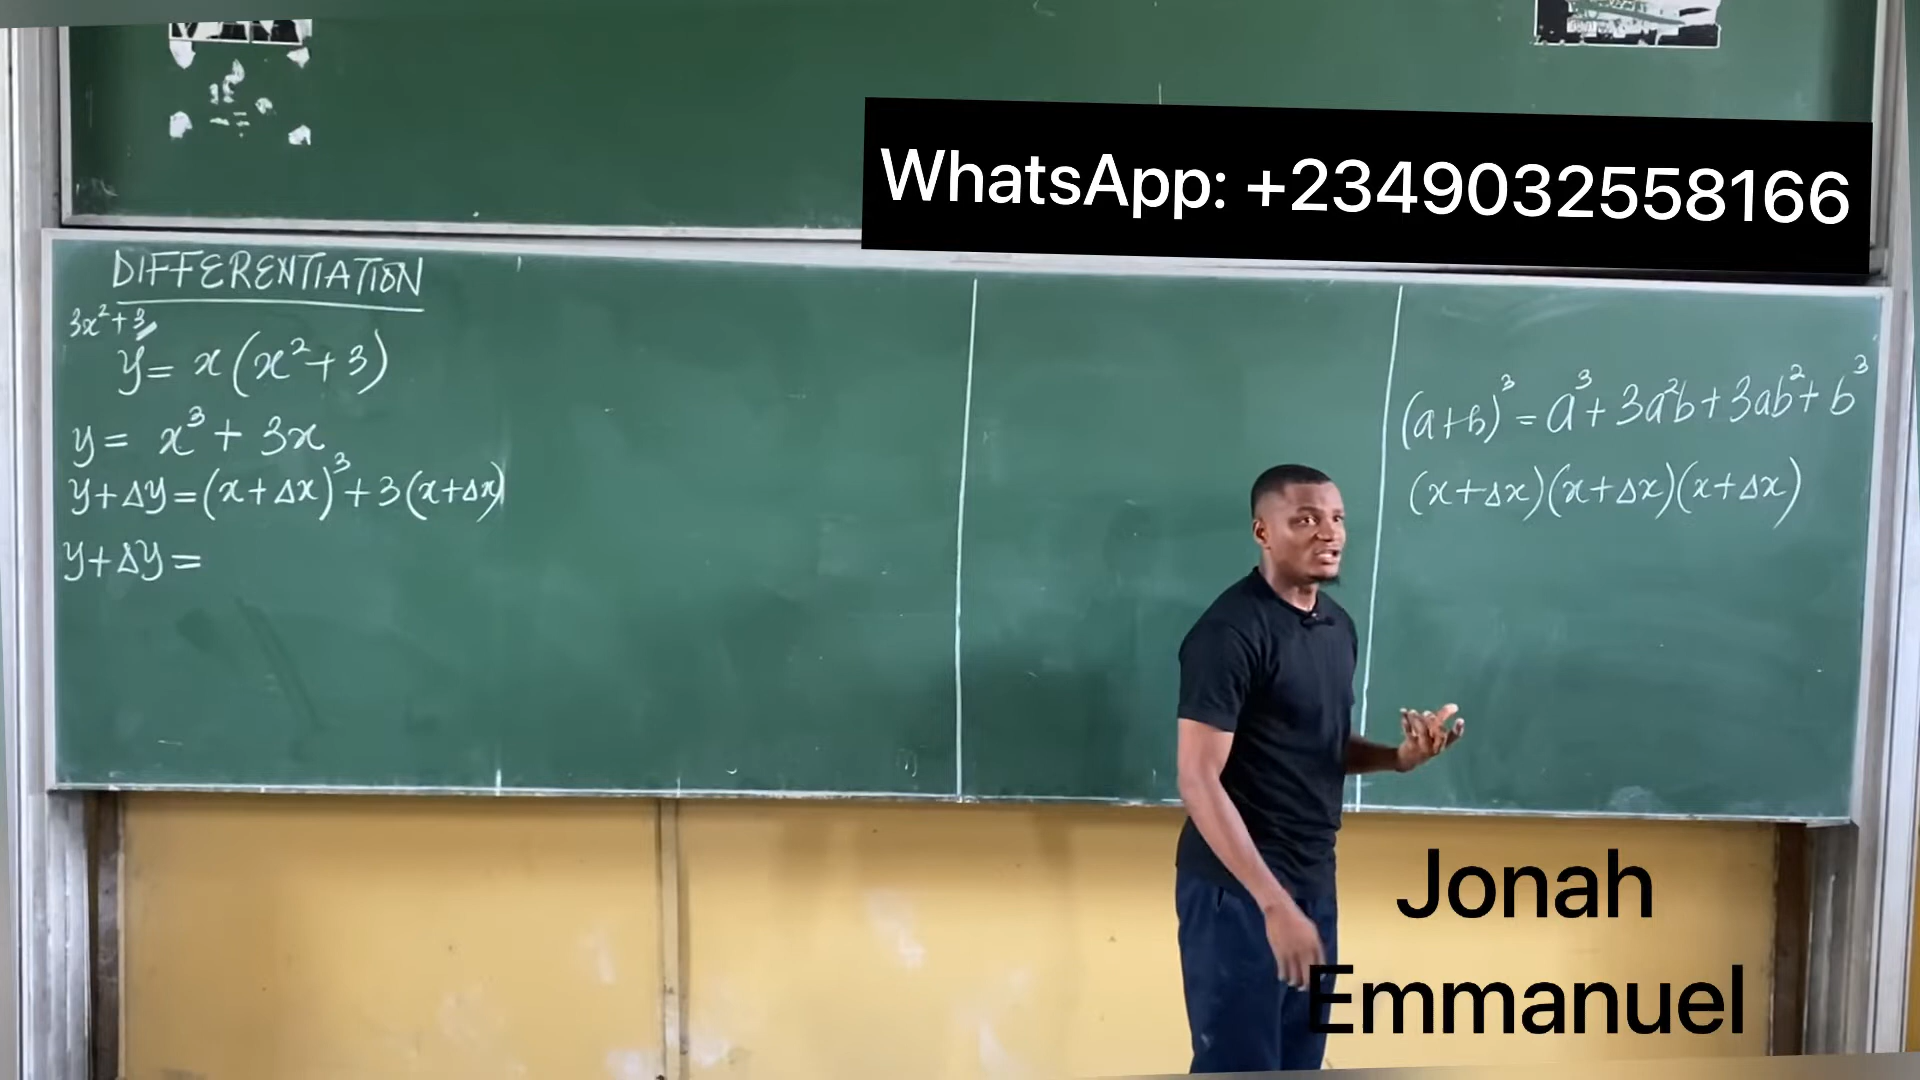 WhatsApp: +2349032558166
DIFFERENTIATION
3x²+3
y= x(x²+3)
y= x³+3x
y+Δy=(x+Δx)³+3(x+Δx)
y+Δy=
(a+b)³=a³+3a²b+3ab²+b³
(x+Δx)(x+Δx)(x+Δx)
Jonah
Emmanuel